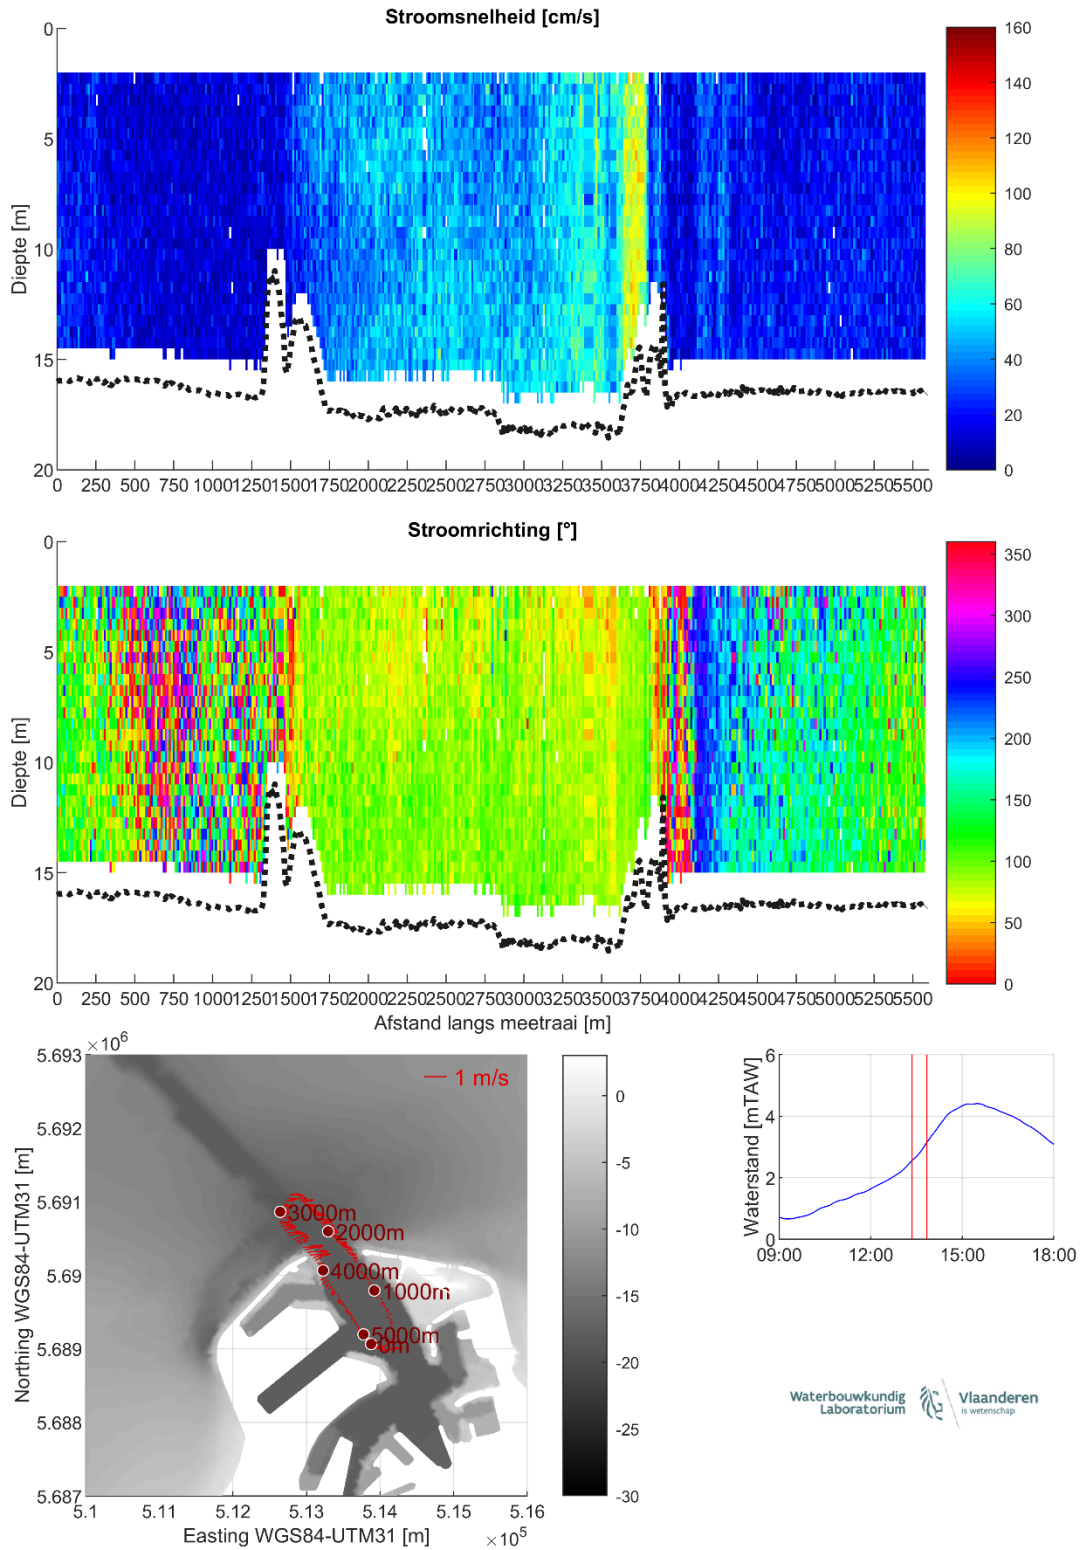 Stroomsnelheid [cm/s]
Diepte [m]
0
5
10
15
20
0 250 500 750 1000 1250 1500 1750 2000 2250 2500 2750 3000 3250 3500 3750 4000 4250 4500 4750 5000 5250 5500
160
140
120
100
80
60
40
20
0
Stroomrichting [°]
Diepte [m]
0
5
10
15
20
0 250 500 750 1000 1250 1500 1750 2000 2250 2500 2750 3000 3250 3500 3750 4000 4250 4500 4750 5000 5250 5500
Afstand langs meetraai [m]
350
300
250
200
150
100
50
0
×10⁶
5.693
5.692
5.691
5.69
5.689
5.688
5.687
Northing WGS84-UTM31 [m]
1 m/s
3000m
2000m
4000m
1000m
5000m
0m
5.1 5.11 5.12 5.13 5.14 5.15 5.16
Easting WGS84-UTM31 [m]
×10⁵
0
-5
-10
-15
-20
-25
-30
Waterstand [mTAW]
6
4
2
0
09:00 12:00 15:00 18:00
Waterbouwkundig
Laboratorium
Vlaanderen
is wetenschap